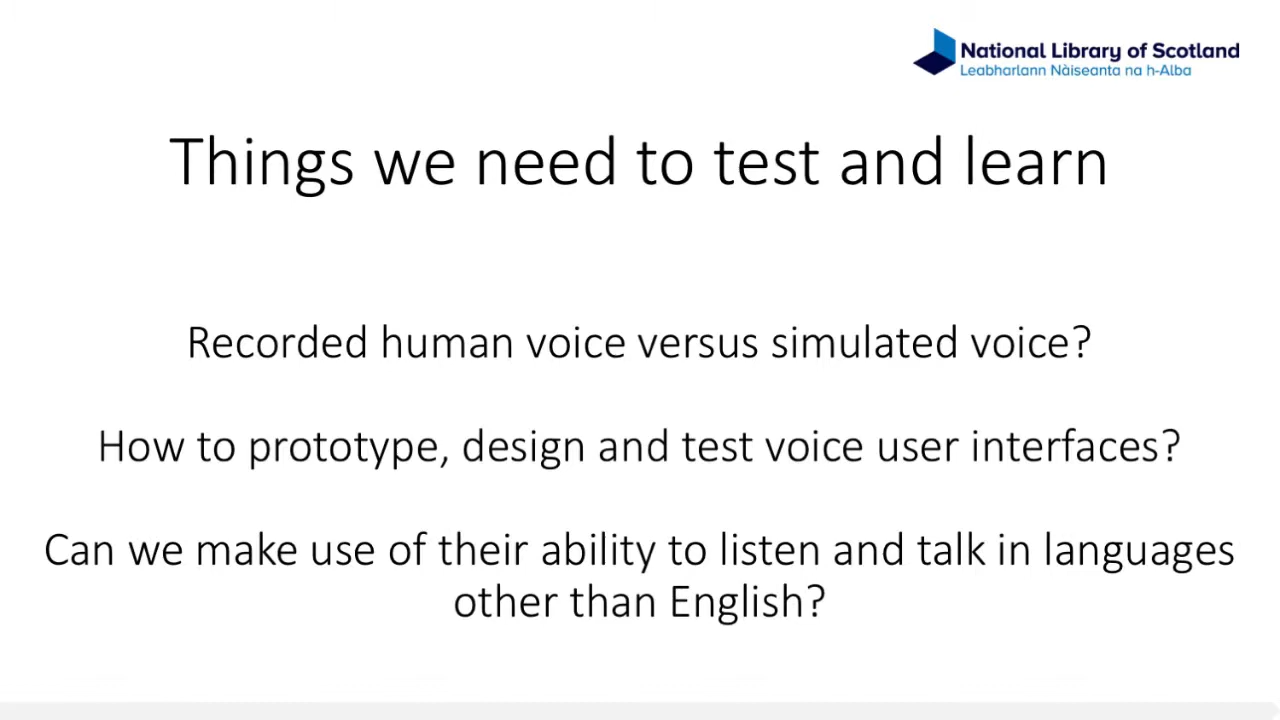 National Library of Scotland
Leabharlann Nàiseanta na h-Alba
Things we need to test and learn
Recorded human voice versus simulated voice?
How to prototype, design and test voice user interfaces?
Can we make use of their ability to listen and talk in languages
other than English?